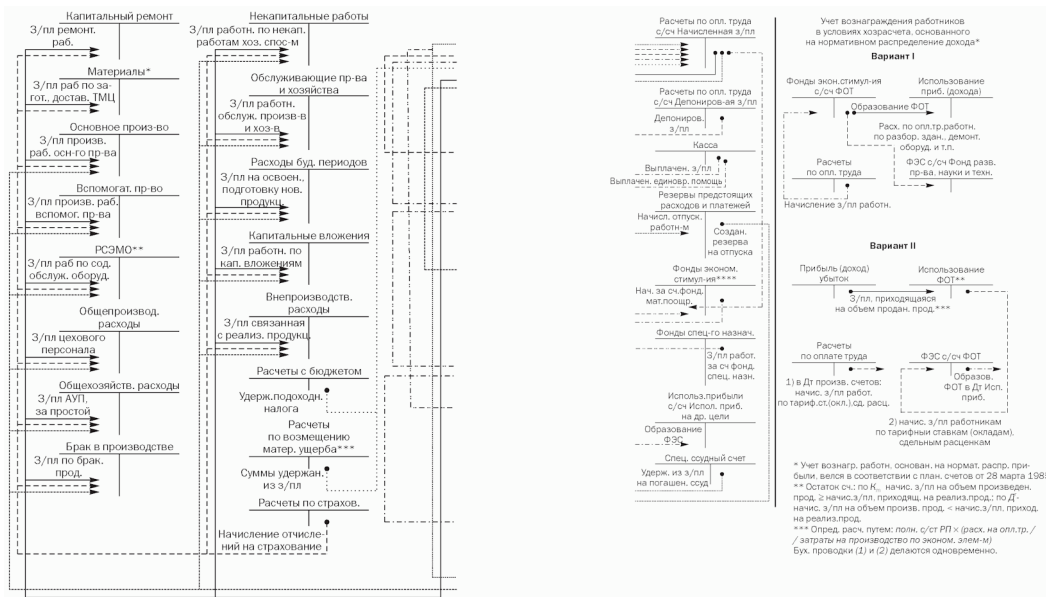 Капитальный ремонт
З/пл ремонт.
раб.
Материалы*
З/пл раб по за-
гот., достав. ТМЦ
Основное произ-во
З/пл произв.
раб. осн-го пр-ва
Вспомогат. пр-во
З/пл произв. раб.
вспомог. пр-ва
РСЭМО**
З/пл раб по сод.
обслуж. оборуд.
Общепроизвод.
расходы
З/пл цехового
персонала
Общехозяйств. расходы
З/пл АУП.
за простой
Брак в производстве
З/пл по брак.
прод.
Некапитальные работы
З/пл работн. по некап.
работам хоз. спос-м
Обслуживающие пр-ва
и хозяйства
З/пл работн.
обслуж. произв-в
и хоз-в
Расходы буд. периодов
З/пл на освоен.,
подготовку нов.
продукц.
Капитальные вложения
З/пл работн. по
кап. вложениям
Внепроизводств.
расходы
З/пл связанная
с реализ. продукц.
Расчеты с бюджетом
Удерж.подоходн.
налога
Расчеты
по возмещению
матер. ущерба***
Суммы удержан.
из з/пл
Расчеты по страхов.
Начисление отчисле-
ний на страхование
Расчеты по опл. труда
с/сч Начисленная з/пл
Расчеты по опл. труда
с/сч Депониров-ая з/пл
Депониров.
з/пл
Касса
Выплачен. з/пл
Выплачен. единовр. помощь
Резервы предстоящих
расходов и платежей
Начисл. отпуск.
работн-м
Создан.
резерва
на отпуска
Фонды эконом.
стимул-ия****
Нач. за сч.фонд.
мат.поощр.
Фонды спец-го назнач.
З/пл работ.
за сч фонд.
спец. назн.
Использ.прибыли
с/сч Испол. приб.
на др. цели
Образование
ФЭС
Спец. ссудный счет
Удерж. из з/пл
на погашен. ссуд
Учет вознаграждения работников
в условиях хозрасчета, основанного
на нормативном распределение дохода*
Вариант I
Фонды экон.стимул-ия
с/сч ФОТ
Использование
приб. (дохода)
Образование ФОТ
Расх. по опл.тр.работн.
по разбор. здан., демонт.
оборуд. и т.п.
Расчеты
по опл. труда
ФЭС с/сч Фонд разв.
пр-ва. науки и техн.
Начисление з/пл работн.
Вариант II
Прибыль (доход)
убыток
Использование
ФОТ**
З/пл, приходящаяся
на объем продан. прод.***
Расчеты
по оплате труда
ФЭС с/сч ФОТ
1) в Дт произв. счетов:
начис. з/пл работ.
по тариф.ст.(окл.),сд. расц.
Образов.
ФОТ в Дт Исп.
приб.
2) начис. з/пл работникам
по тарифныи ставкам (окладам).
сдельным расценкам
* Учет вознагр. работн. основан. на нормат. распр. при-
были. велся в соответствии с план. счетов от 28 марта 198
** Остаток сч.: по К начис. з/пл на объем произведен.
прод. ≥ начис.з/пл. приходящ. на реализ.прод.; по Д -
начис. з/пл на объем произв. прод. < начис.з/пл. приход.
на реализ.прод.
*** Опред. расч. путем: полн. с/ст РП × (расх. на опл.тр. /
/ затраты на производство по эконом. элем-м)
Бух. проводки (1) и (2) делаются одновременно.